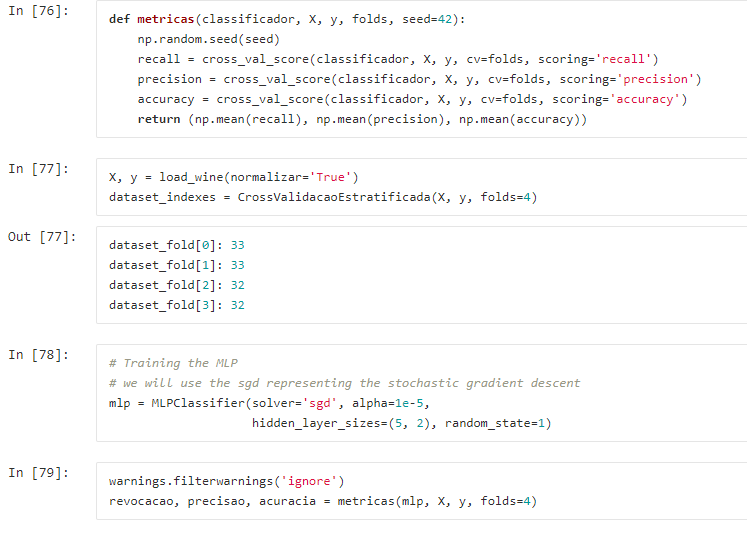 In [76]:
def metricas(classificador, X, y, folds, seed=42):
    np.random.seed(seed)
    recall = cross_val_score(classificador, X, y, cv=folds, scoring='recall')
    precision = cross_val_score(classificador, X, y, cv=folds, scoring='precision')
    accuracy = cross_val_score(classificador, X, y, cv=folds, scoring='accuracy')
    return (np.mean(recall), np.mean(precision), np.mean(accuracy))
In [77]:
X, y = load_wine(normalizar='True')
dataset_indexes = CrossValidacaoEstratificada(X, y, folds=4)
Out [77]:
dataset_fold[0]: 33
dataset_fold[1]: 33
dataset_fold[2]: 32
dataset_fold[3]: 32
In [78]:
# Training the MLP
# we will use the sgd representing the stochastic gradient descent
mlp = MLPClassifier(solver='sgd', alpha=1e-5,
                   hidden_layer_sizes=(5, 2), random_state=1)
In [79]:
warnings.filterwarnings('ignore')
revocacao, precisao, acuracia = metricas(mlp, X, y, folds=4)